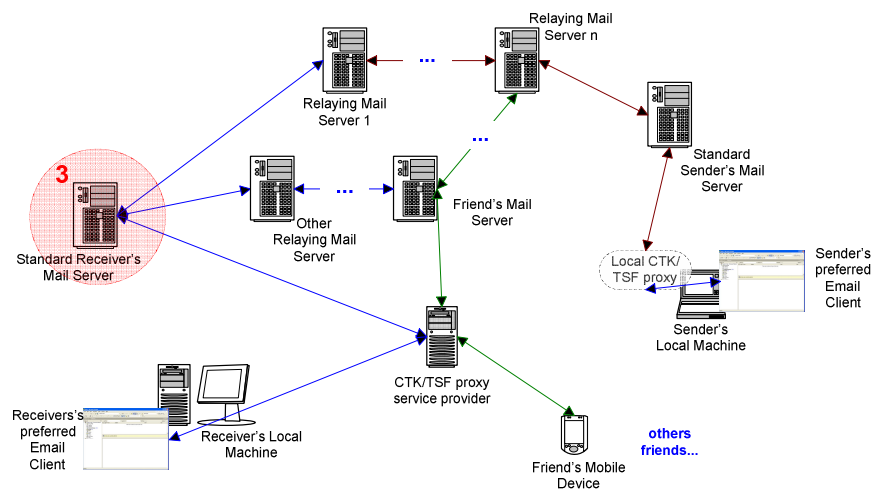 Relaying Mail
Server n
...
Relaying Mail
Server 1
...
Standard
Sender's Mail
Server
3
...
Other
Relaying Mail
Server
Friend's Mail
Server
Standard Receiver's
Mail Server
Local CTK/
TSF proxy
Sender's
preferred
Email
Client
Sender's
Local Machine
CTK/TSF proxy
service provider
Receivers's
preferred
Email
Client
Receiver's Local
Machine
others
friends...
Friend's Mobile
Device